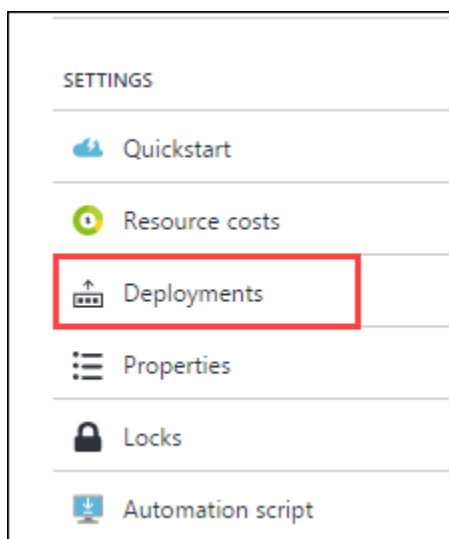 SETTINGS
Quickstart
Resource costs
Deployments
Properties
Locks
Automation script